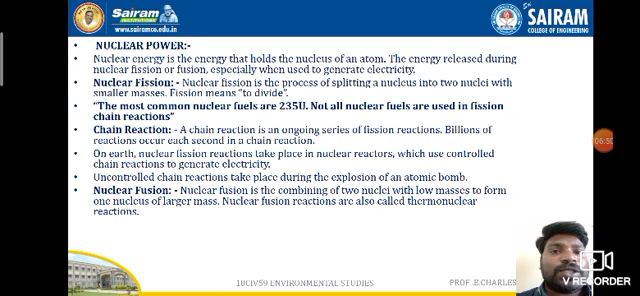 Sairam
INSTITUTIONS
www.sairamce.edu.in
SAIRAM
COLLEGE OF ENGINEERING
• NUCLEAR POWER:-
• Nuclear energy is the energy that holds the nucleus of an atom. The energy released during
nuclear fission or fusion, especially when used to generate electricity.
• Nuclear Fission: - Nuclear fission is the process of splitting a nucleus into two nuclei with
smaller masses. Fission means "to divide".
• "The most common nuclear fuels are 235U. Not all nuclear fuels are used in fission
chain reactions"
• Chain Reaction: - A chain reaction is an ongoing series of fission reactions. Billions of
reactions occur each second in a chain reaction.
• On earth, nuclear fission reactions take place in nuclear reactors, which use controlled
chain reactions to generate electricity.
• Uncontrolled chain reactions take place during the explosion of an atomic bomb.
• Nuclear Fusion: - Nuclear fusion is the combining of two nuclei with low masses to form
one nucleus of larger mass. Nuclear fusion reactions are also called thermonuclear
reactions.
06:50
18CIV59 ENVIRONMENTAL STUDIES
PROF .E.CHARLES
V RECORDER